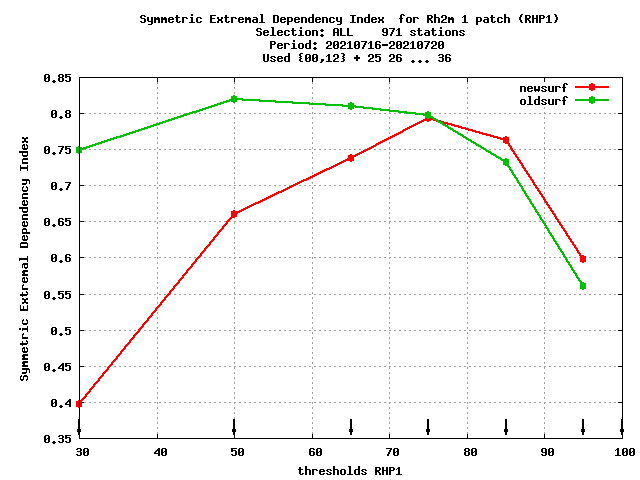 Symmetric Extremal Dependency Index  for Rh2m 1 patch (RHP1)
Selection: ALL    971 stations
Period: 20210716-20210720
Used {00,12} + 25 26 ... 36
newsurf
oldsurf
Symmetric Extremal Dependency Index
0.85
0.8
0.75
0.7
0.65
0.6
0.55
0.5
0.45
0.4
0.35
30 40 50 60 70 80 90 100
thresholds RHP1